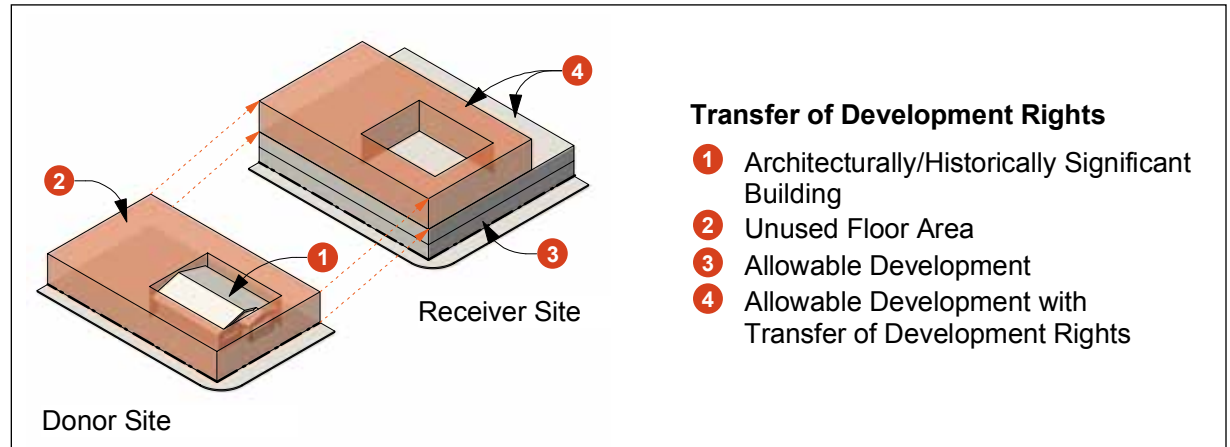 4
2
1
3
Receiver Site
Donor Site
Transfer of Development Rights
1 Architecturally/Historically Significant
Building
2 Unused Floor Area
3 Allowable Development
4 Allowable Development with
Transfer of Development Rights